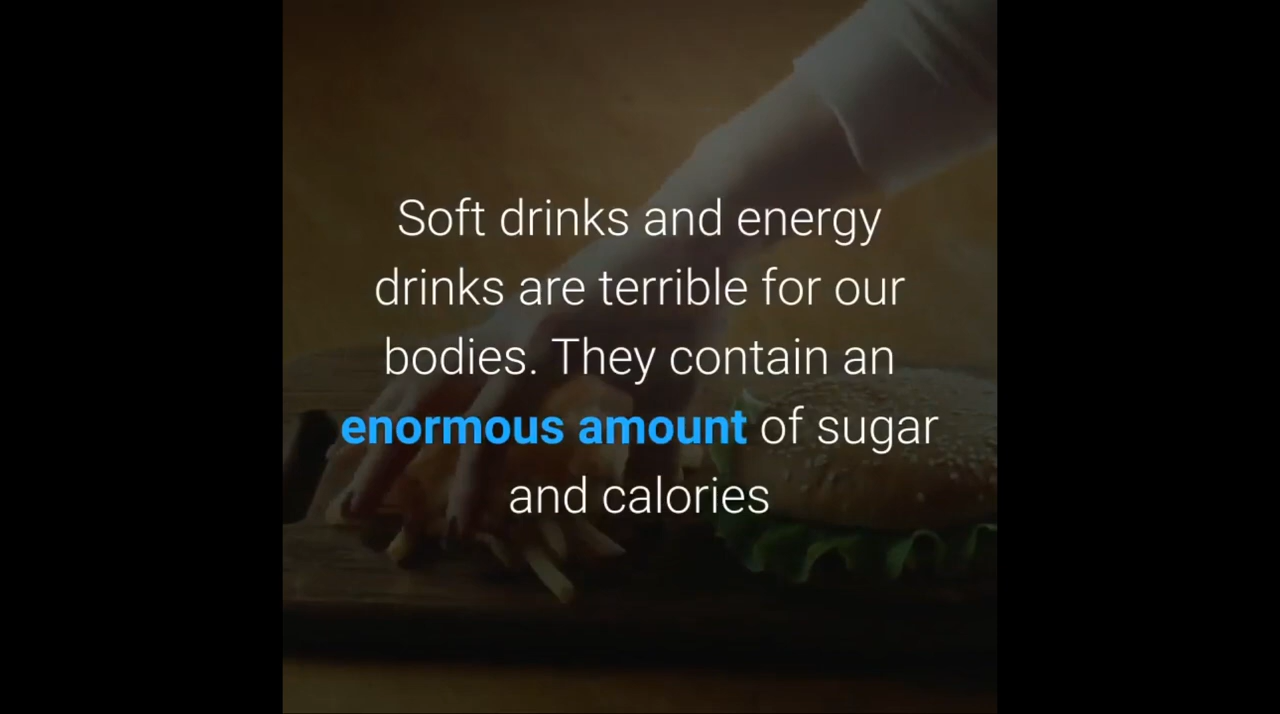 Soft drinks and energy
drinks are terrible for our
bodies. They contain an
enormous amount of sugar
and calories